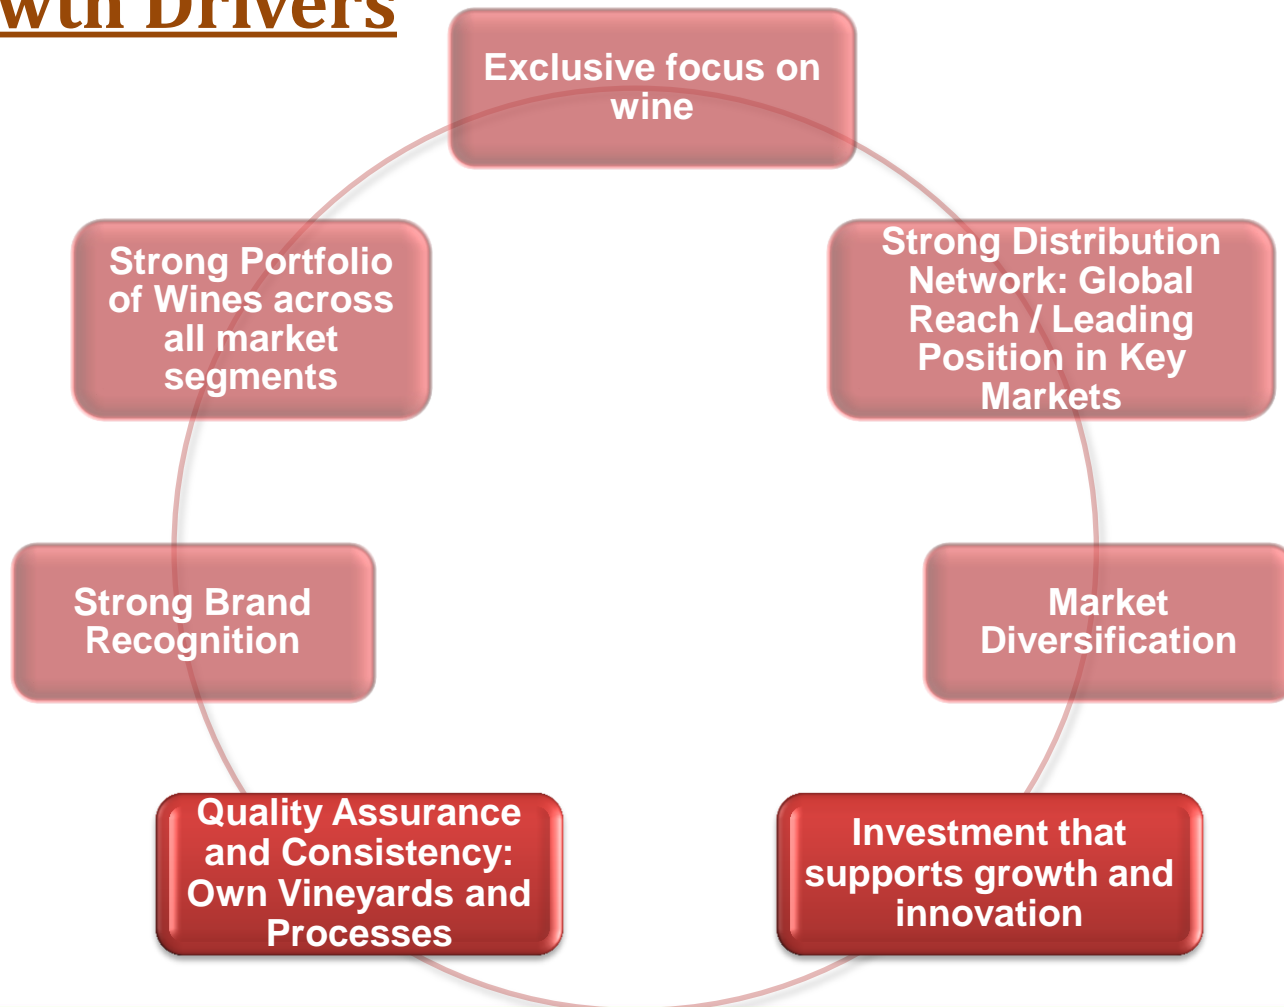 Drivers
Exclusive focus on
wine
Strong Portfolio
of Wines across
all market
segments
Strong Distribution
Network: Global
Reach / Leading
Position in Key
Markets
Strong Brand
Recognition
Market
Diversification
Quality Assurance
and Consistency:
Own Vineyards and
Processes
Investment that
supports growth and
innovation